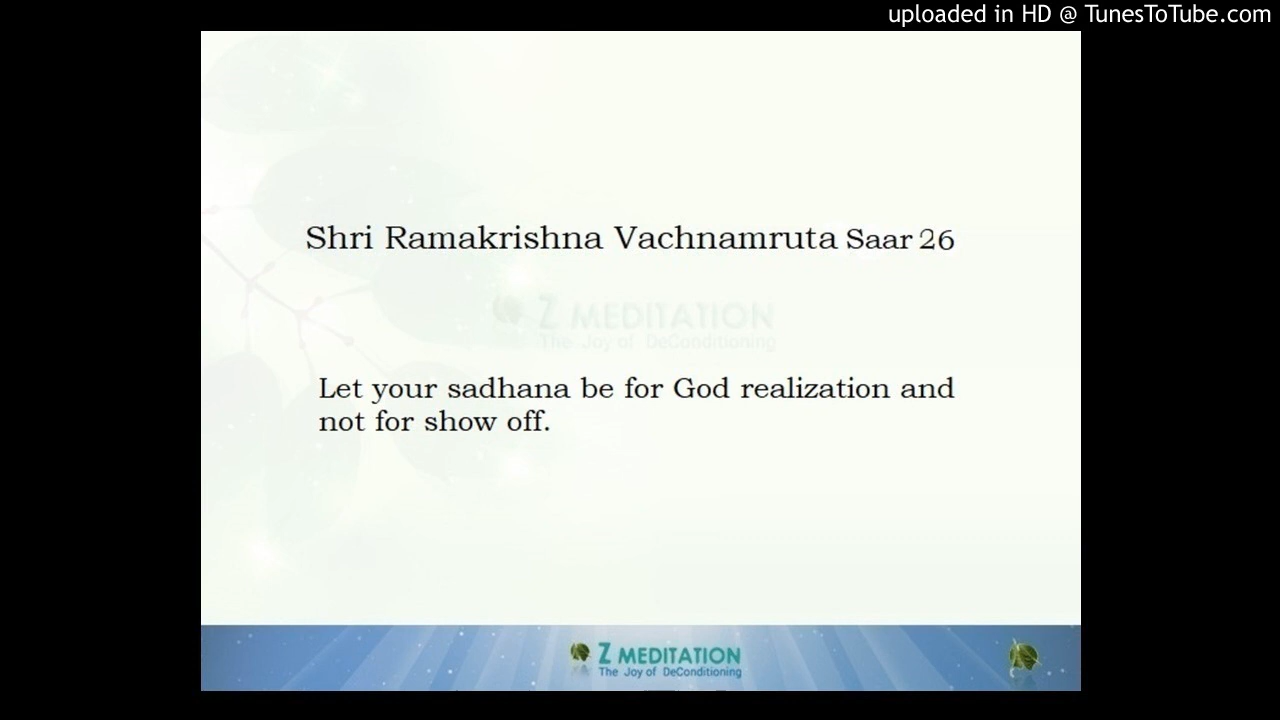 uploaded in HD @ TunesToTube.com
Shri Ramakrishna Vachnamruta Saar 26
Z MEDITATION
The Joy of DeConditioning
Let your sadhana be for God realization and
not for show off.
Z MEDITATION
The Joy of DeConditioning